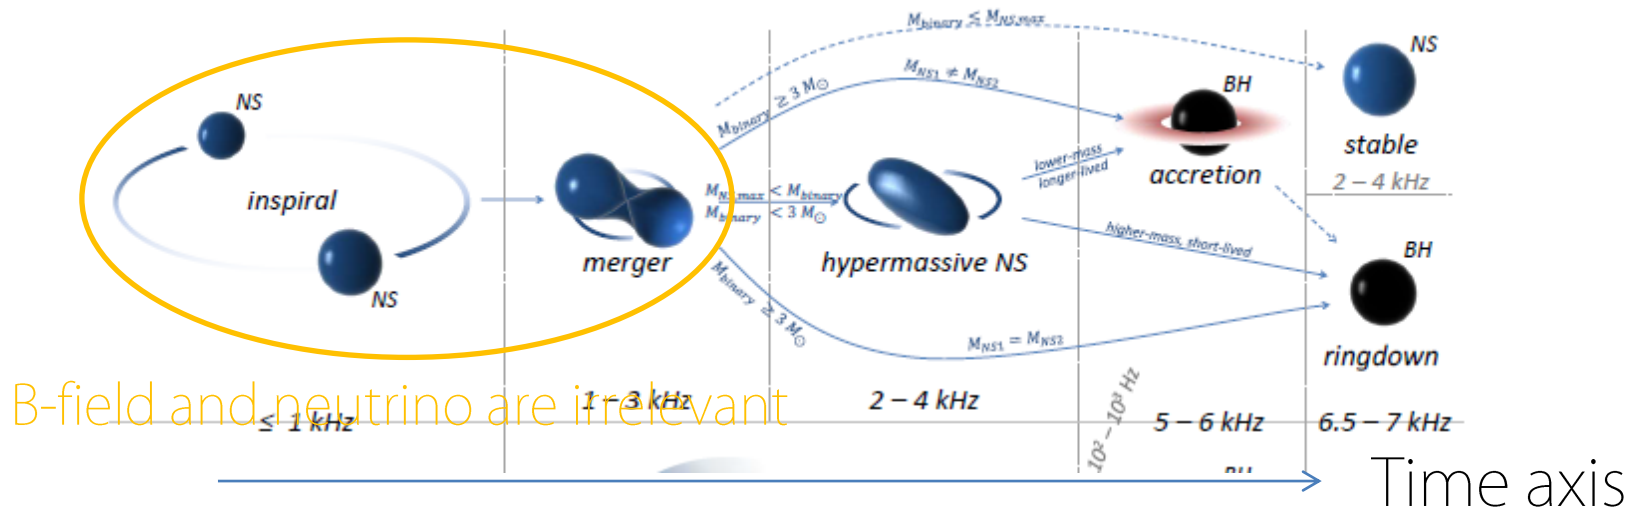 M_binary ≤ M_NS,max
NS
M_NS1 ≠ M_NS2
M_binary ≥ 3 M⊙
BH
NS
stable
lower-mass
longer-lived
accretion
2 – 4 kHz
inspiral
M_NS,max < M_binary
M_binary < 3 M⊙
merger
hypermassive NS
higher-mass, short-lived
BH
NS
M_binary ≥ 3 M⊙
M_NS1 = M_NS2
ringdown
B-field and neutrino are irrelevant
≤ 1 kHz
1 – 3 kHz
2 – 4 kHz
10² – 10³ Hz
5 – 6 kHz
6.5 – 7 kHz
Time axis